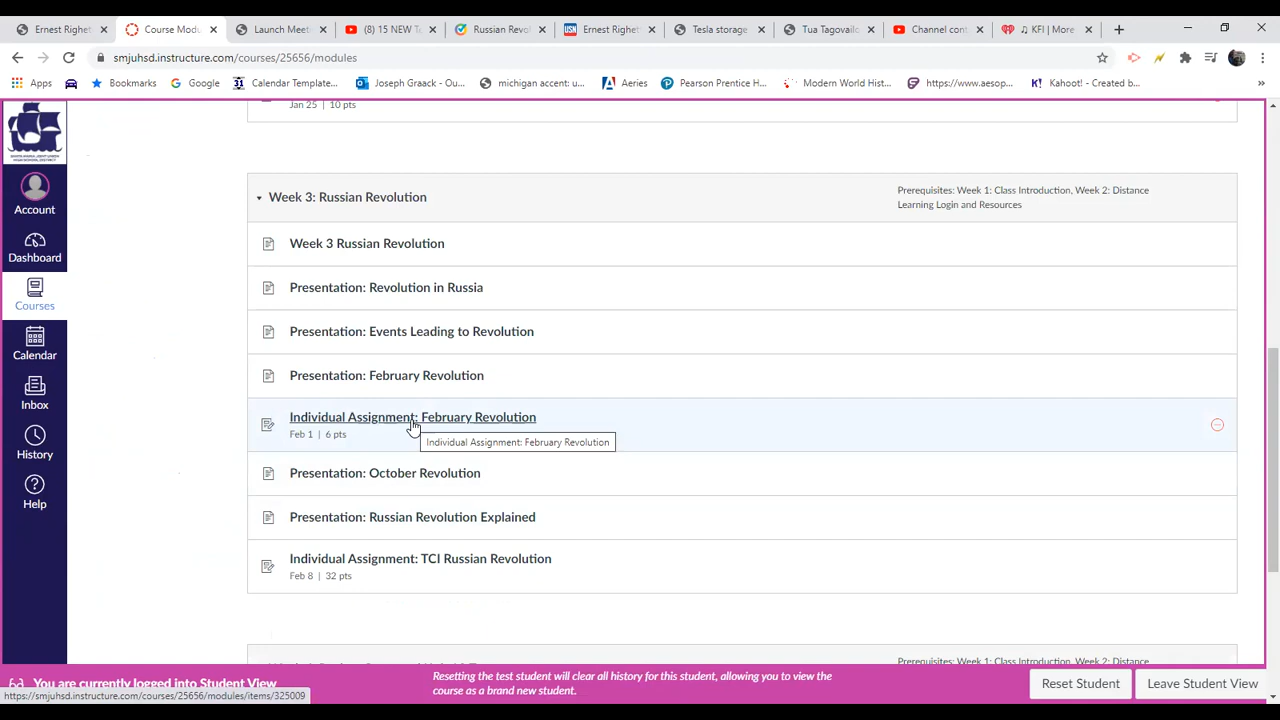 Ernest Righet
Course Modu
Launch Meeti
(8) 15 NEW T
Russian Revol
Ernest Righet
Tesla storage
Tua Tagovailo
Channel cont
♫ KFI | More
smjuhsd.instructure.com/courses/25656/modules
Apps
Bookmarks
Google
Calendar Template...
Joseph Graack - Ou...
michigan accent: u...
Aeries
Pearson Prentice H...
Modern World Hist...
https://www.aesop...
Kahoot! - Created b...
Jan 25 | 10 pts
Account
Dashboard
Courses
Calendar
Inbox
History
Help
Week 3: Russian Revolution
Prerequisites: Week 1: Class Introduction, Week 2: Distance
Learning Login and Resources
Week 3 Russian Revolution
Presentation: Revolution in Russia
Presentation: Events Leading to Revolution
Presentation: February Revolution
Individual Assignment: February Revolution
Feb 1 | 6 pts
Individual Assignment: February Revolution
Presentation: October Revolution
Presentation: Russian Revolution Explained
Individual Assignment: TCI Russian Revolution
Feb 8 | 32 pts
Prerequisites: Week 1: Class Introduction, Week 2: Distance
You are currently logged into Student View
Resetting the test student will clear all history for this student, allowing you to view the
course as a brand new student.
Reset Student
Leave Student View
https://smjuhsd.instructure.com/courses/25656/modules/items/325009